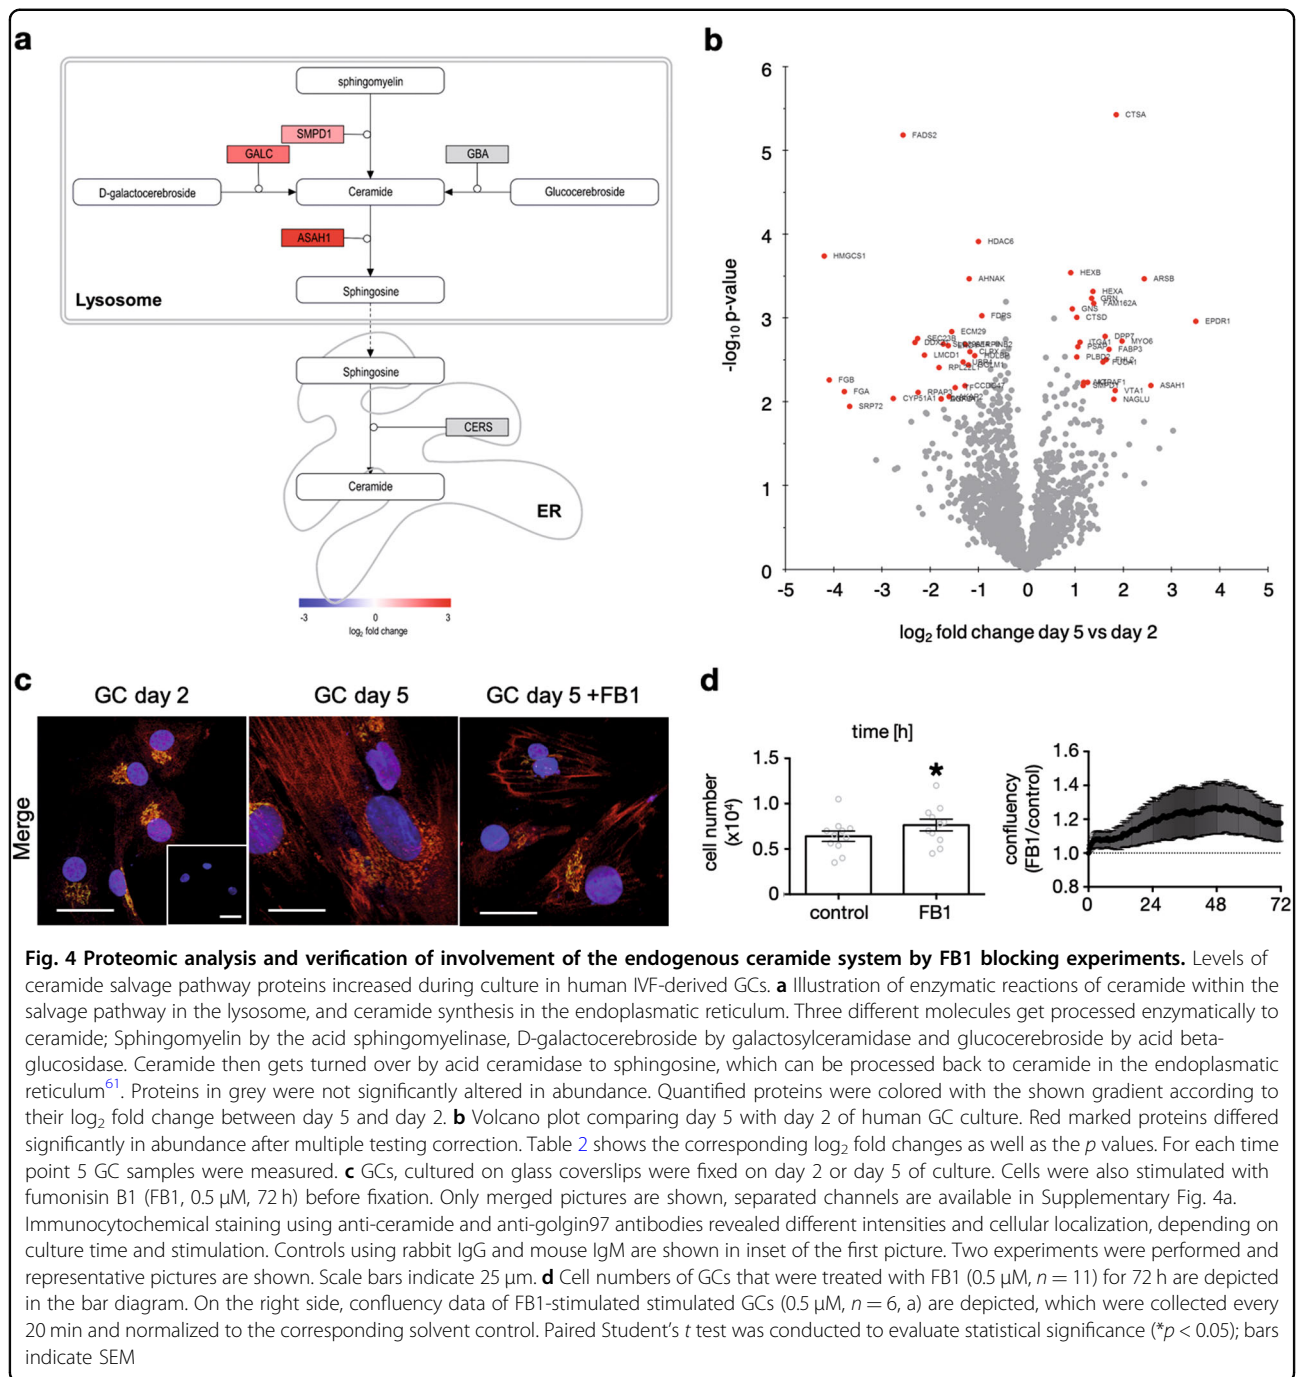 a
sphingomyelin
SMPD1
GALC
GBA
D-galactocerebroside
Ceramide
Glucocerebroside
ASAH1
Sphingosine
Lysosome
Sphingosine
CERS
Ceramide
ER
-3
0
3
log2 fold change
b
6
5
4
3
2
1
0
-log10 p-value
-5
-4
-3
-2
-1
0
1
2
3
4
5
log2 fold change day 5 vs day 2
CTSA
FADS2
HDAC6
HMGCS1
AHNAK
HEXB
ARSB
HEXA
GRN
FAM162A
GNS
CTSD
EPDR1
FDPS
ECM29
SEC23B
LMCD1
CLPX
RPL22L1
DPP7
ITGA1
MYO6
PSAP
FABP3
PLBD2
FGB
FGA
SRP72
CYP51A1
RPAP3
CCDC47
TF
ASAH1
VTA1
NAGLU
c
GC day 2
GC day 5
GC day 5 +FB1
Merge
d
time [h]
1.5
1.0
0.5
0
cell number
(x10⁴)
*
control
FB1
1.6
1.4
1.2
1.0
0.8
confluency
(FB1/control)
0
24
48
72
Fig. 4 Proteomic analysis and verification of involvement of the endogenous ceramide system by FB1 blocking experiments. Levels of
ceramide salvage pathway proteins increased during culture in human IVF-derived GCs. a Illustration of enzymatic reactions of ceramide within the
salvage pathway in the lysosome, and ceramide synthesis in the endoplasmatic reticulum. Three different molecules get processed enzymatically to
ceramide; Sphingomyelin by the acid sphingomyelinase, D-galactocerebroside by galactosylceramidase and glucocerebroside by acid beta-
glucosidase. Ceramide then gets turned over by acid ceramidase to sphingosine, which can be processed back to ceramide in the endoplasmatic
reticulum⁶¹. Proteins in grey were not significantly altered in abundance. Quantified proteins were colored with the shown gradient according to
their log2 fold change between day 5 and day 2. b Volcano plot comparing day 5 with day 2 of human GC culture. Red marked proteins differed
significantly in abundance after multiple testing correction. Table 2 shows the corresponding log2 fold changes as well as the p values. For each time
point 5 GC samples were measured. c GCs, cultured on glass coverslips were fixed on day 2 or day 5 of culture. Cells were also stimulated with
fumonisin B1 (FB1, 0.5 µM, 72 h) before fixation. Only merged pictures are shown, separated channels are available in Supplementary Fig. 4a.
Immunocytochemical staining using anti-ceramide and anti-golgin97 antibodies revealed different intensities and cellular localization, depending on
culture time and stimulation. Controls using rabbit IgG and mouse IgM are shown in inset of the first picture. Two experiments were performed and
representative pictures are shown. Scale bars indicate 25 µm. d Cell numbers of GCs that were treated with FB1 (0.5 µM, n = 11) for 72 h are depicted
in the bar diagram. On the right side, confluency data of FB1-stimulated stimulated GCs (0.5 µM, n = 6, a) are depicted, which were collected every
20 min and normalized to the corresponding solvent control. Paired Student's t test was conducted to evaluate statistical significance (*p < 0.05); bars
indicate SEM